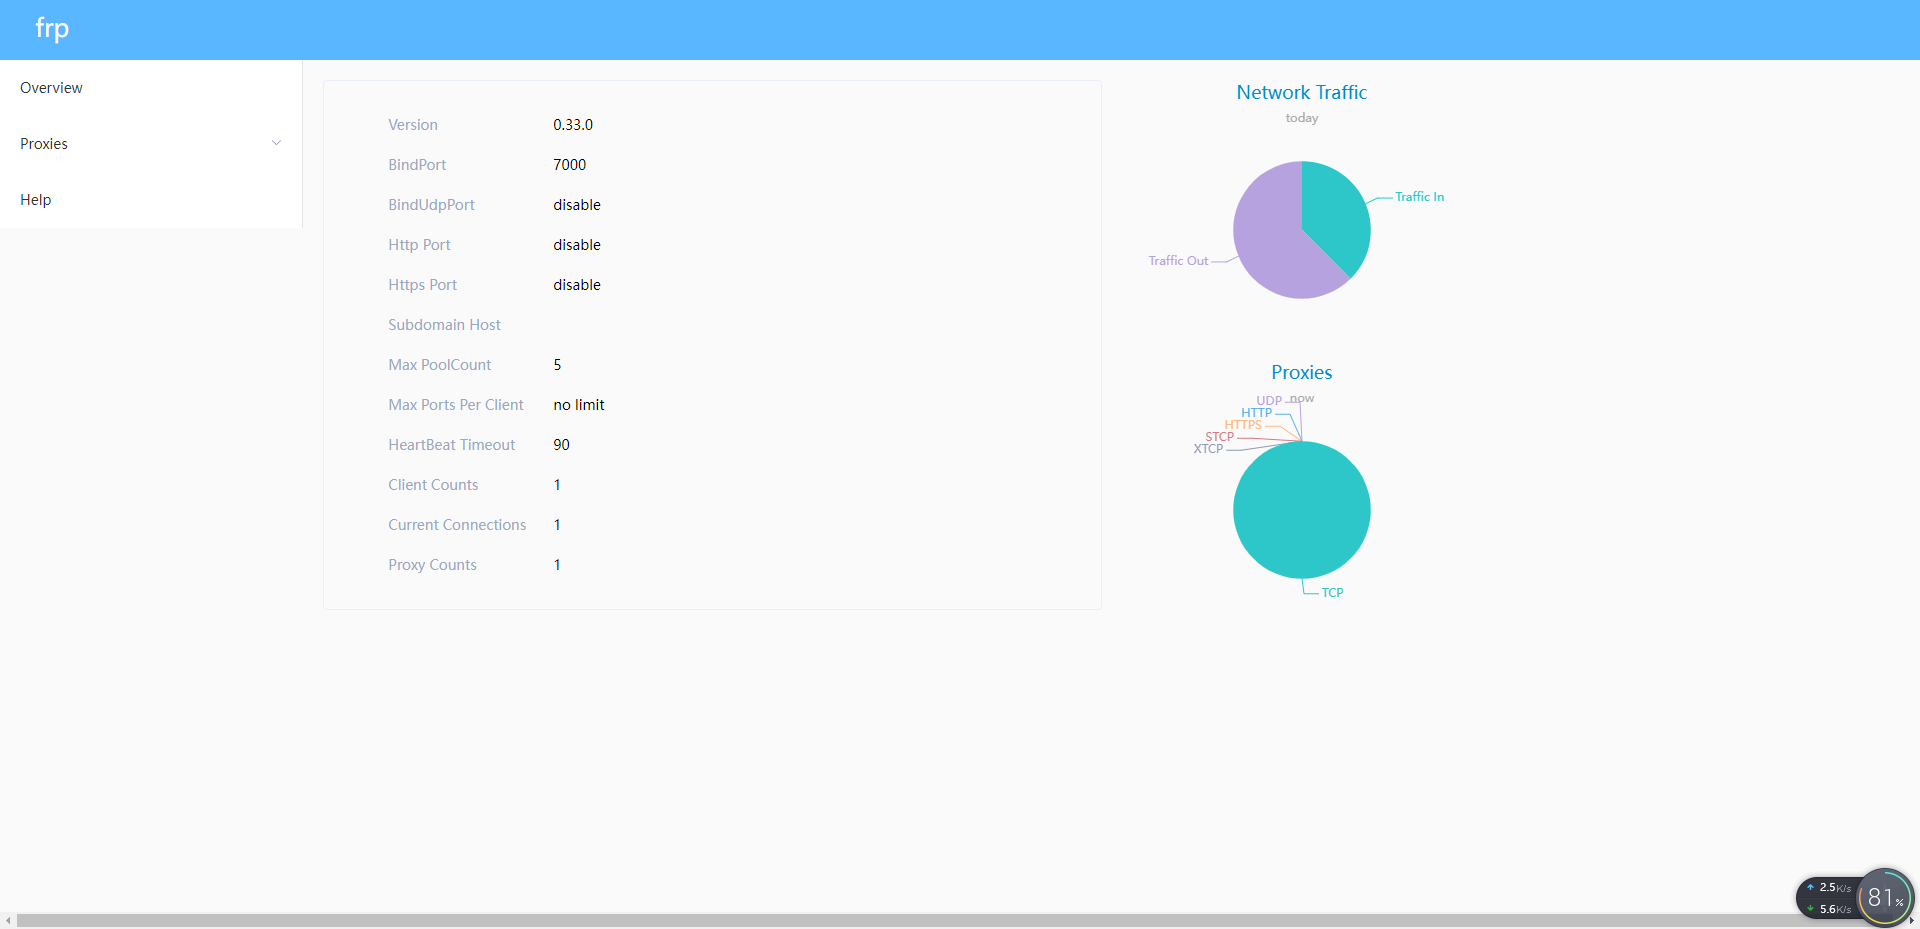 frp
Overview
Proxies
Help
Version 0.33.0
BindPort 7000
BindUdpPort disable
Http Port disable
Https Port disable
Subdomain Host
Max PoolCount 5
Max Ports Per Client no limit
HeartBeat Timeout 90
Client Counts 1
Current Connections 1
Proxy Counts 1
Network Traffic
today
Traffic In
Traffic Out
Proxies
now
UDP
HTTP
HTTPS
STCP
XTCP
TCP
2.5K/s
5.6K/s
81%